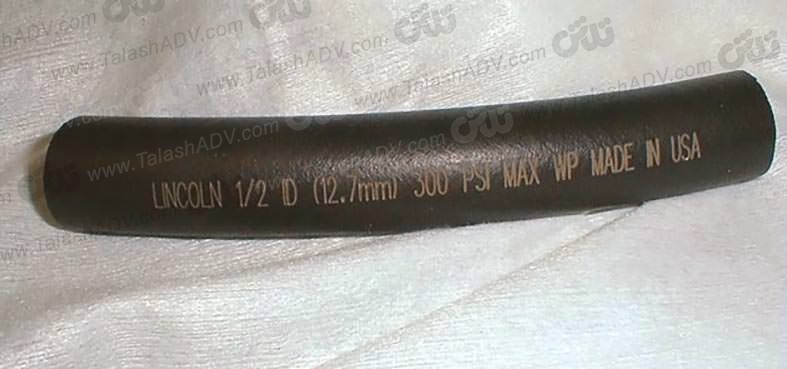 LINCOLN 1/2 ID (12.7mm) 300 PSI MAX WP MADE IN USA
www.TalashADV.com